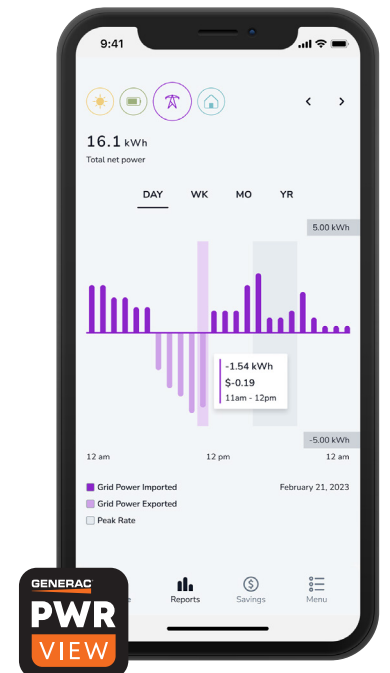 9:41
16.1 kWh
Total net power
DAY WK MO YR
5.00 kWh
-1.54 kWh
$-0.19
11am - 12pm
-5.00 kWh
12 am 12 pm 12 am
Grid Power Imported February 21, 2023
Grid Power Exported
Peak Rate
Reports Savings Menu
GENERAC
PWR
VIEW